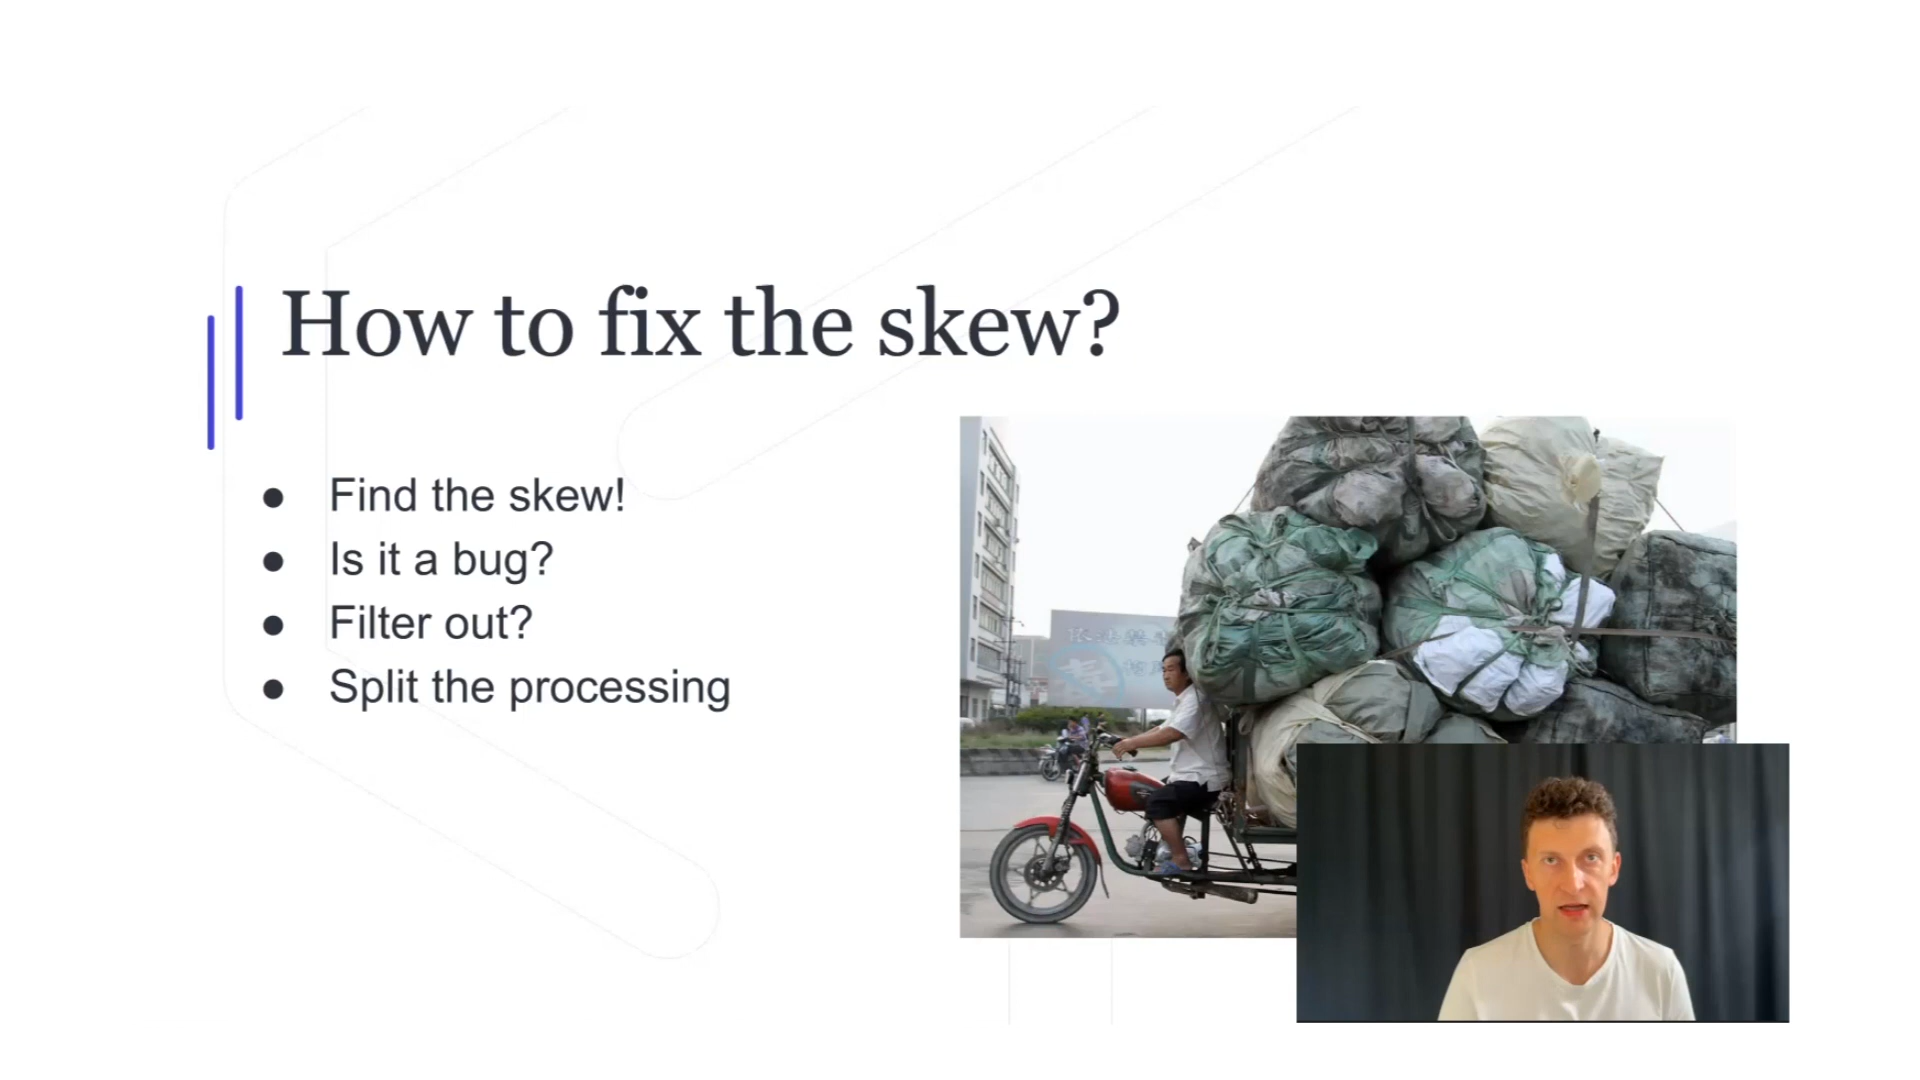 How to fix the skew?
● Find the skew!
● Is it a bug?
● Filter out?
● Split the processing